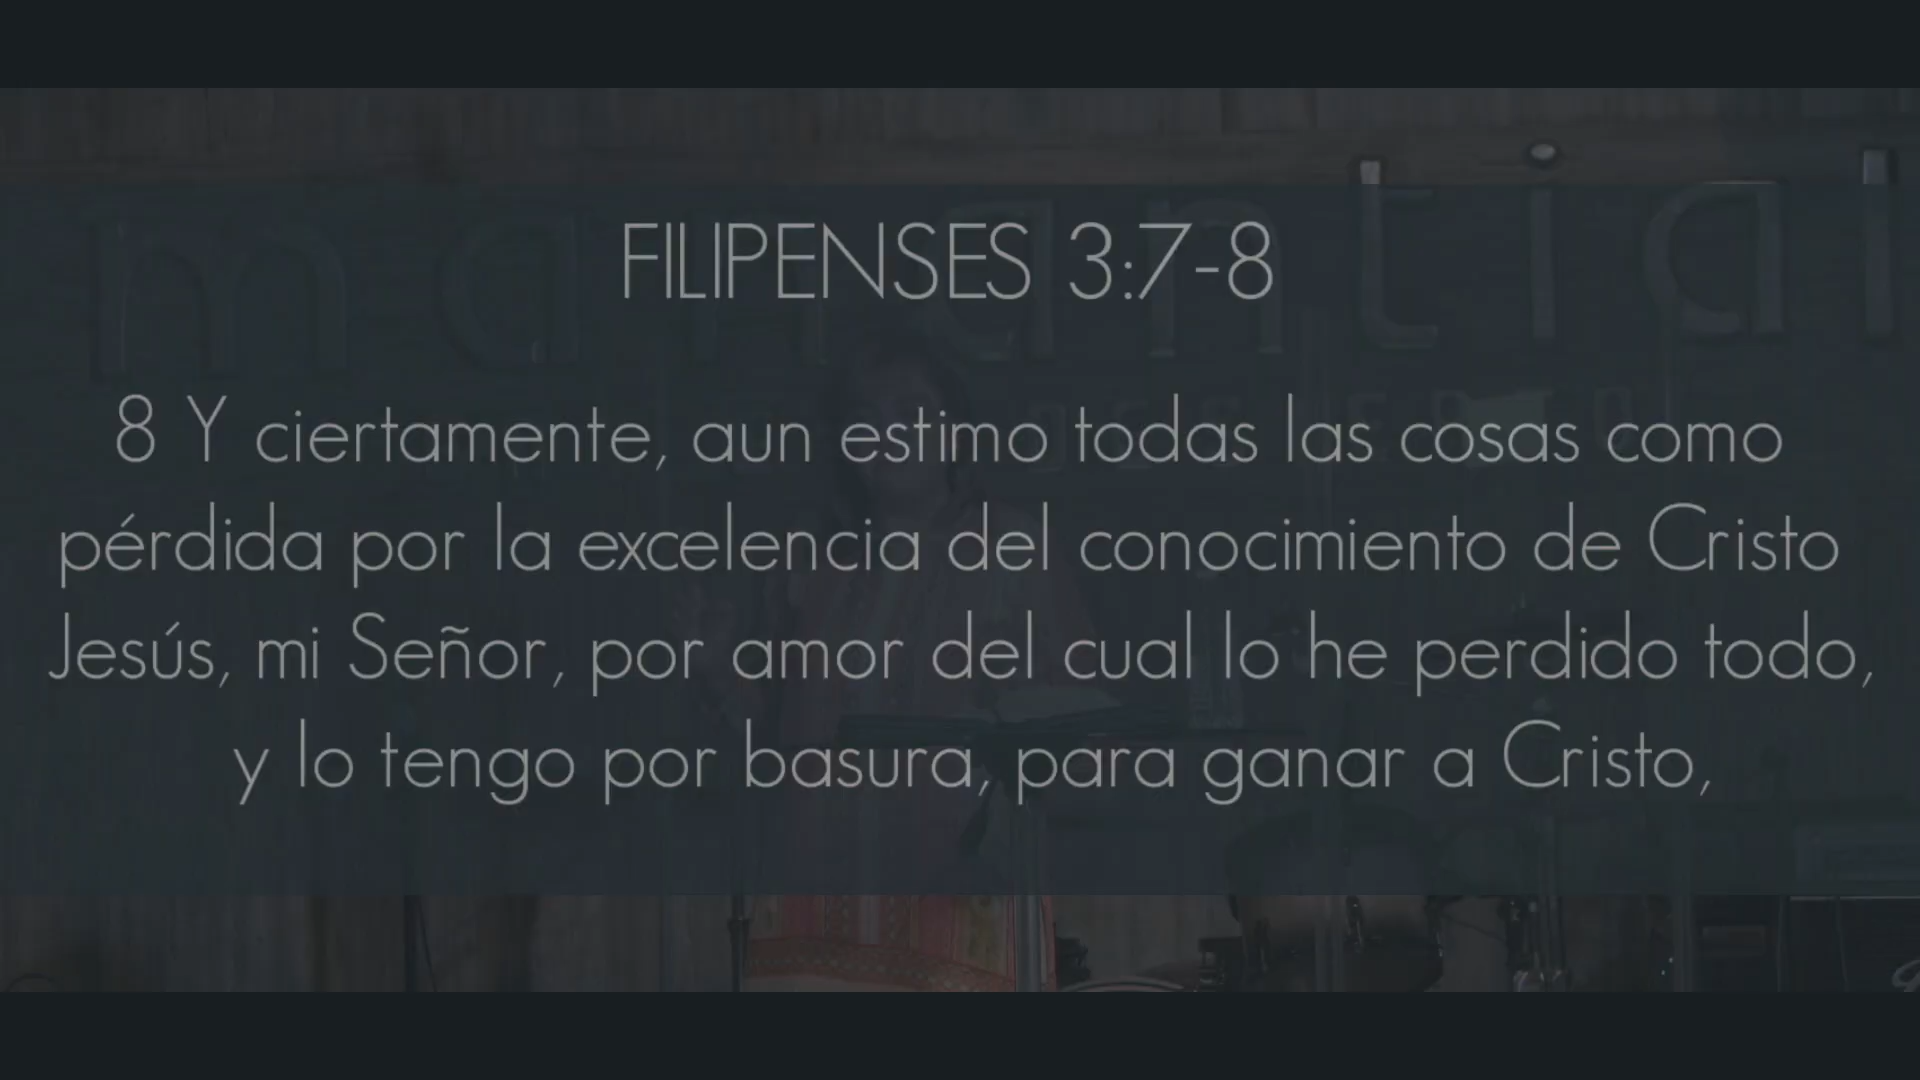 manantial
FILIPENSES 3:7-8
8 Y ciertamente, aun estimo todas las cosas como
pérdida por la excelencia del conocimiento de Cristo
Jesús, mi Señor, por amor del cual lo he perdido todo,
y lo tengo por basura, para ganar a Cristo,